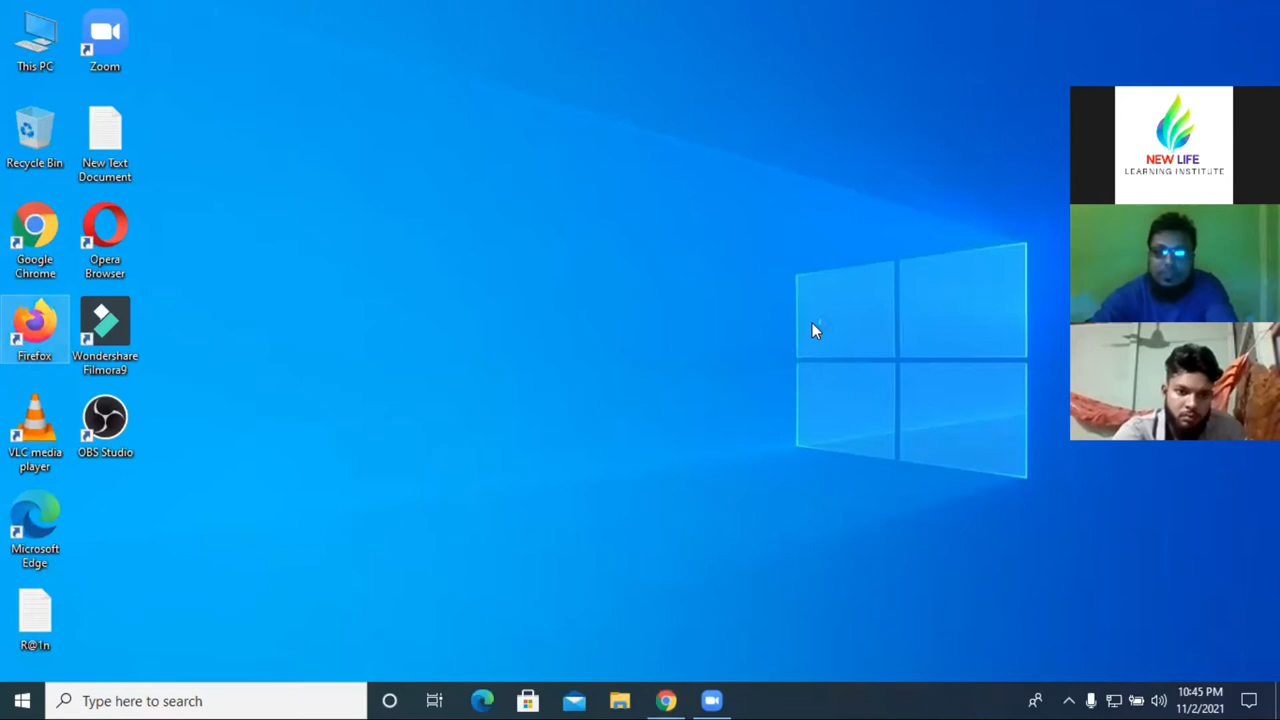 This PC
Zoom
Recycle Bin
New Text
Document
Google
Chrome
Opera
Browser
Firefox
Wondershare
Filmora9
VLC media
player
OBS Studio
Microsoft
Edge
R@1n
NEW LIFE
LEARNING INSTITUTE
Type here to search
10:45 PM
11/2/2021